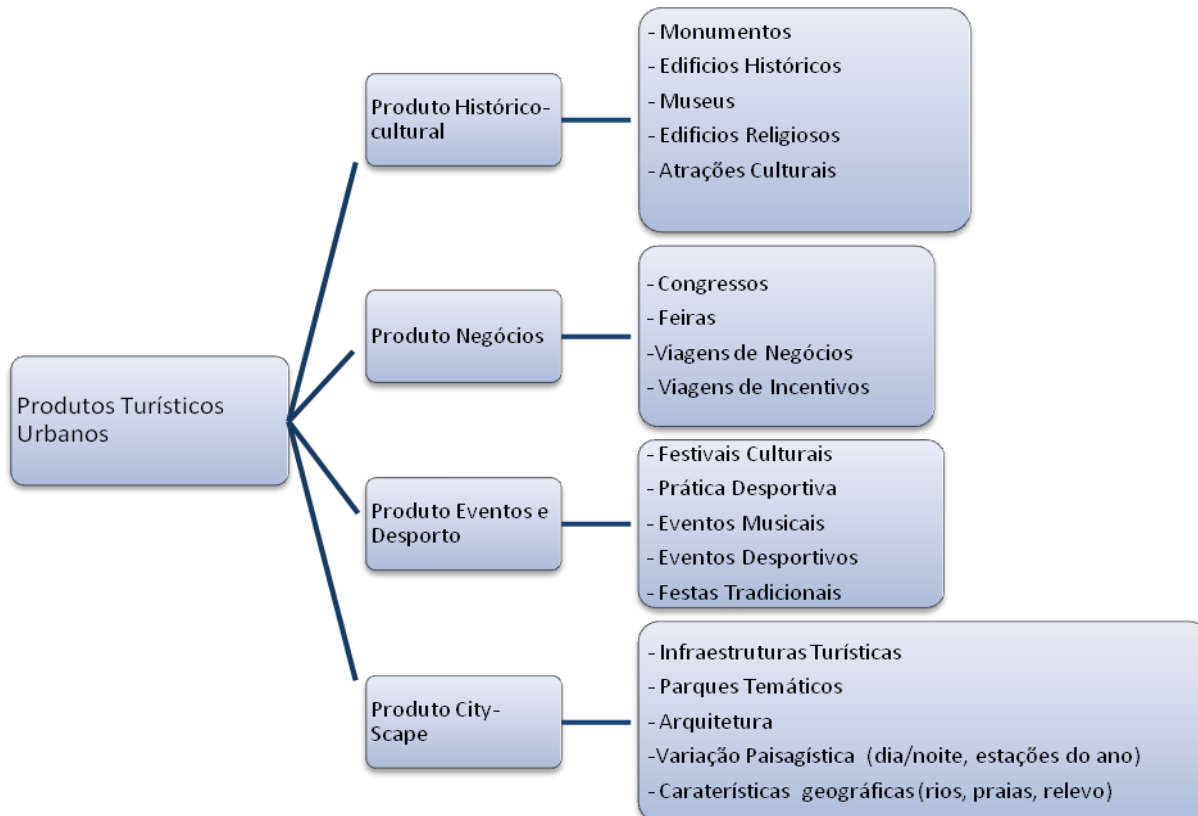 Produtos Turísticos
Urbanos
Produto Histórico-
cultural
- Monumentos
- Edificios Históricos
- Museus
- Edificios Religiosos
- Atrações Culturais
Produto Negócios
- Congressos
- Feiras
-Viagens de Negócios
- Viagens de Incentivos
Produto Eventos e
Desporto
- Festivais Culturais
- Prática Desportiva
- Eventos Musicais
- Eventos Desportivos
- Festas Tradicionais
Produto City-
Scape
- Infraestruturas Turísticas
- Parques Temáticos
- Arquitetura
-Variação Paisagística (dia/noite, estações do ano)
- Caraterísticas geográficas (rios, praias, relevo)